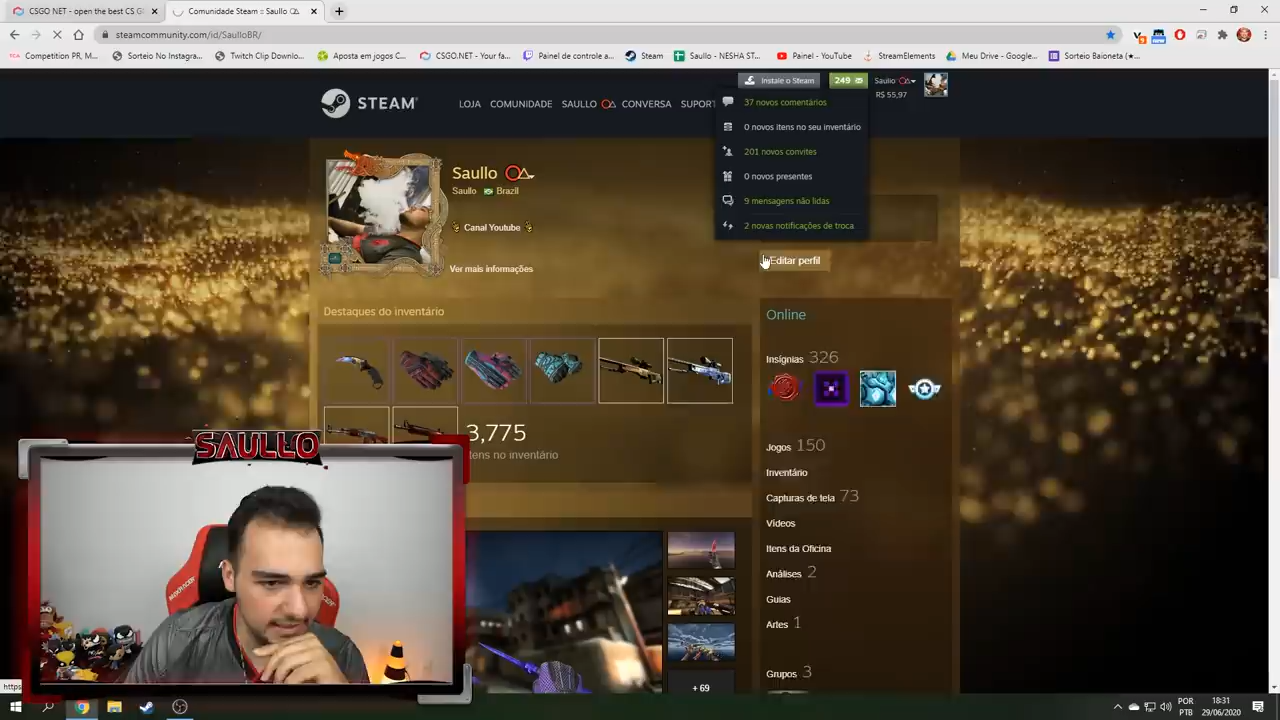 CSGO NET - open the best CS G
Comunidade Steam :: Saullo
steamcommunity.com/id/SaulloBR/
Competition PR, M...
Sorteio No Instagra...
Aposta em jogos C...
CSGO.NET - Your fa...
Painel de controle a...
Steam
Saullo - NESHA ST...
Painel - YouTube
StreamElements
Meu Drive - Google...
Sorteio Baioneta (★...
Instale o Steam
249
Saullo
R$ 55,97
STEAM
LOJA COMUNIDADE SAULLO CONVERSA SUPORT
37 novos comentários
0 novos itens no seu inventário
201 novos convites
0 novos presentes
9 mensagens não lidas
2 novas notificações de troca
Saullo
Saullo Brazil
Canal Youtube
Ver mais informações
Editar perfil
Destaques do inventário
3,775
itens no inventário
Online
Insígnias 326
Jogos 150
Inventário
Capturas de tela 73
Vídeos
Itens da Oficina
Análises 2
Guias
Artes 1
Grupos 3
+ 69
SAULLO
POR
PTB
18:31
29/06/2020